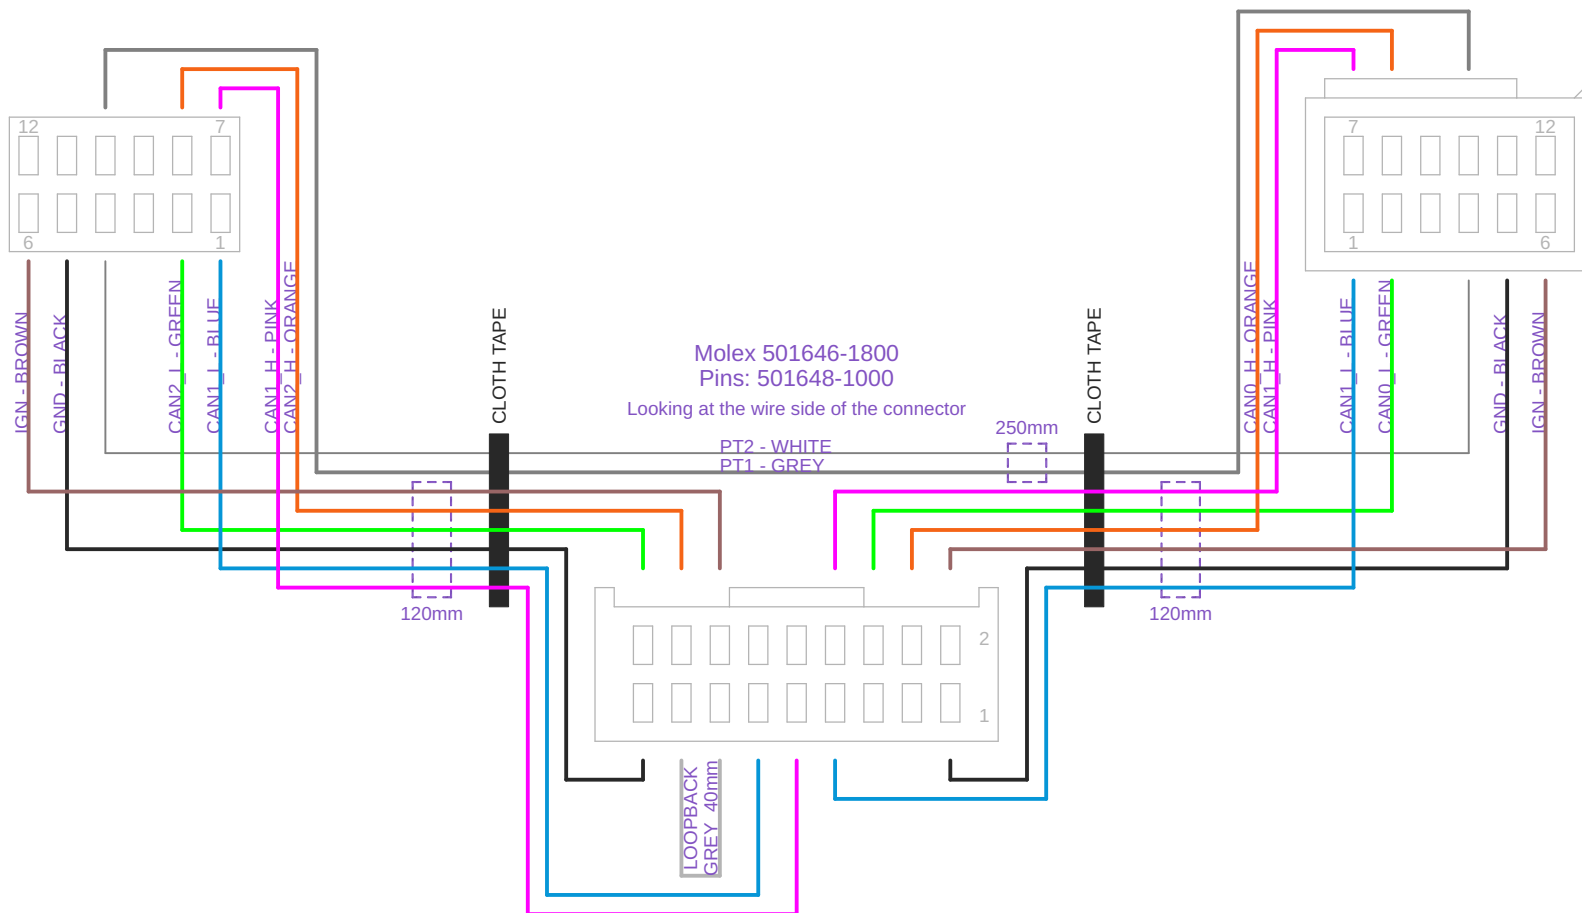 12
7
6
1
7
12
1
6
IGN - BROWN
GND - BLACK
CAN2_L - GREEN
CAN1_L - BLUE
CAN1_H - PINK
CAN2_H - ORANGE
CLOTH TAPE
Molex 501646-1800
Pins: 501648-1000
Looking at the wire side of the connector
PT2 - WHITE
PT1 - GREY
250mm
CLOTH TAPE
CAN0_H - ORANGE
CAN1_H - PINK
CAN1_L - BLUE
CAN0_L - GREEN
GND - BLACK
IGN - BROWN
120mm
120mm
2
1
LOOPBACK
GREY 40mm